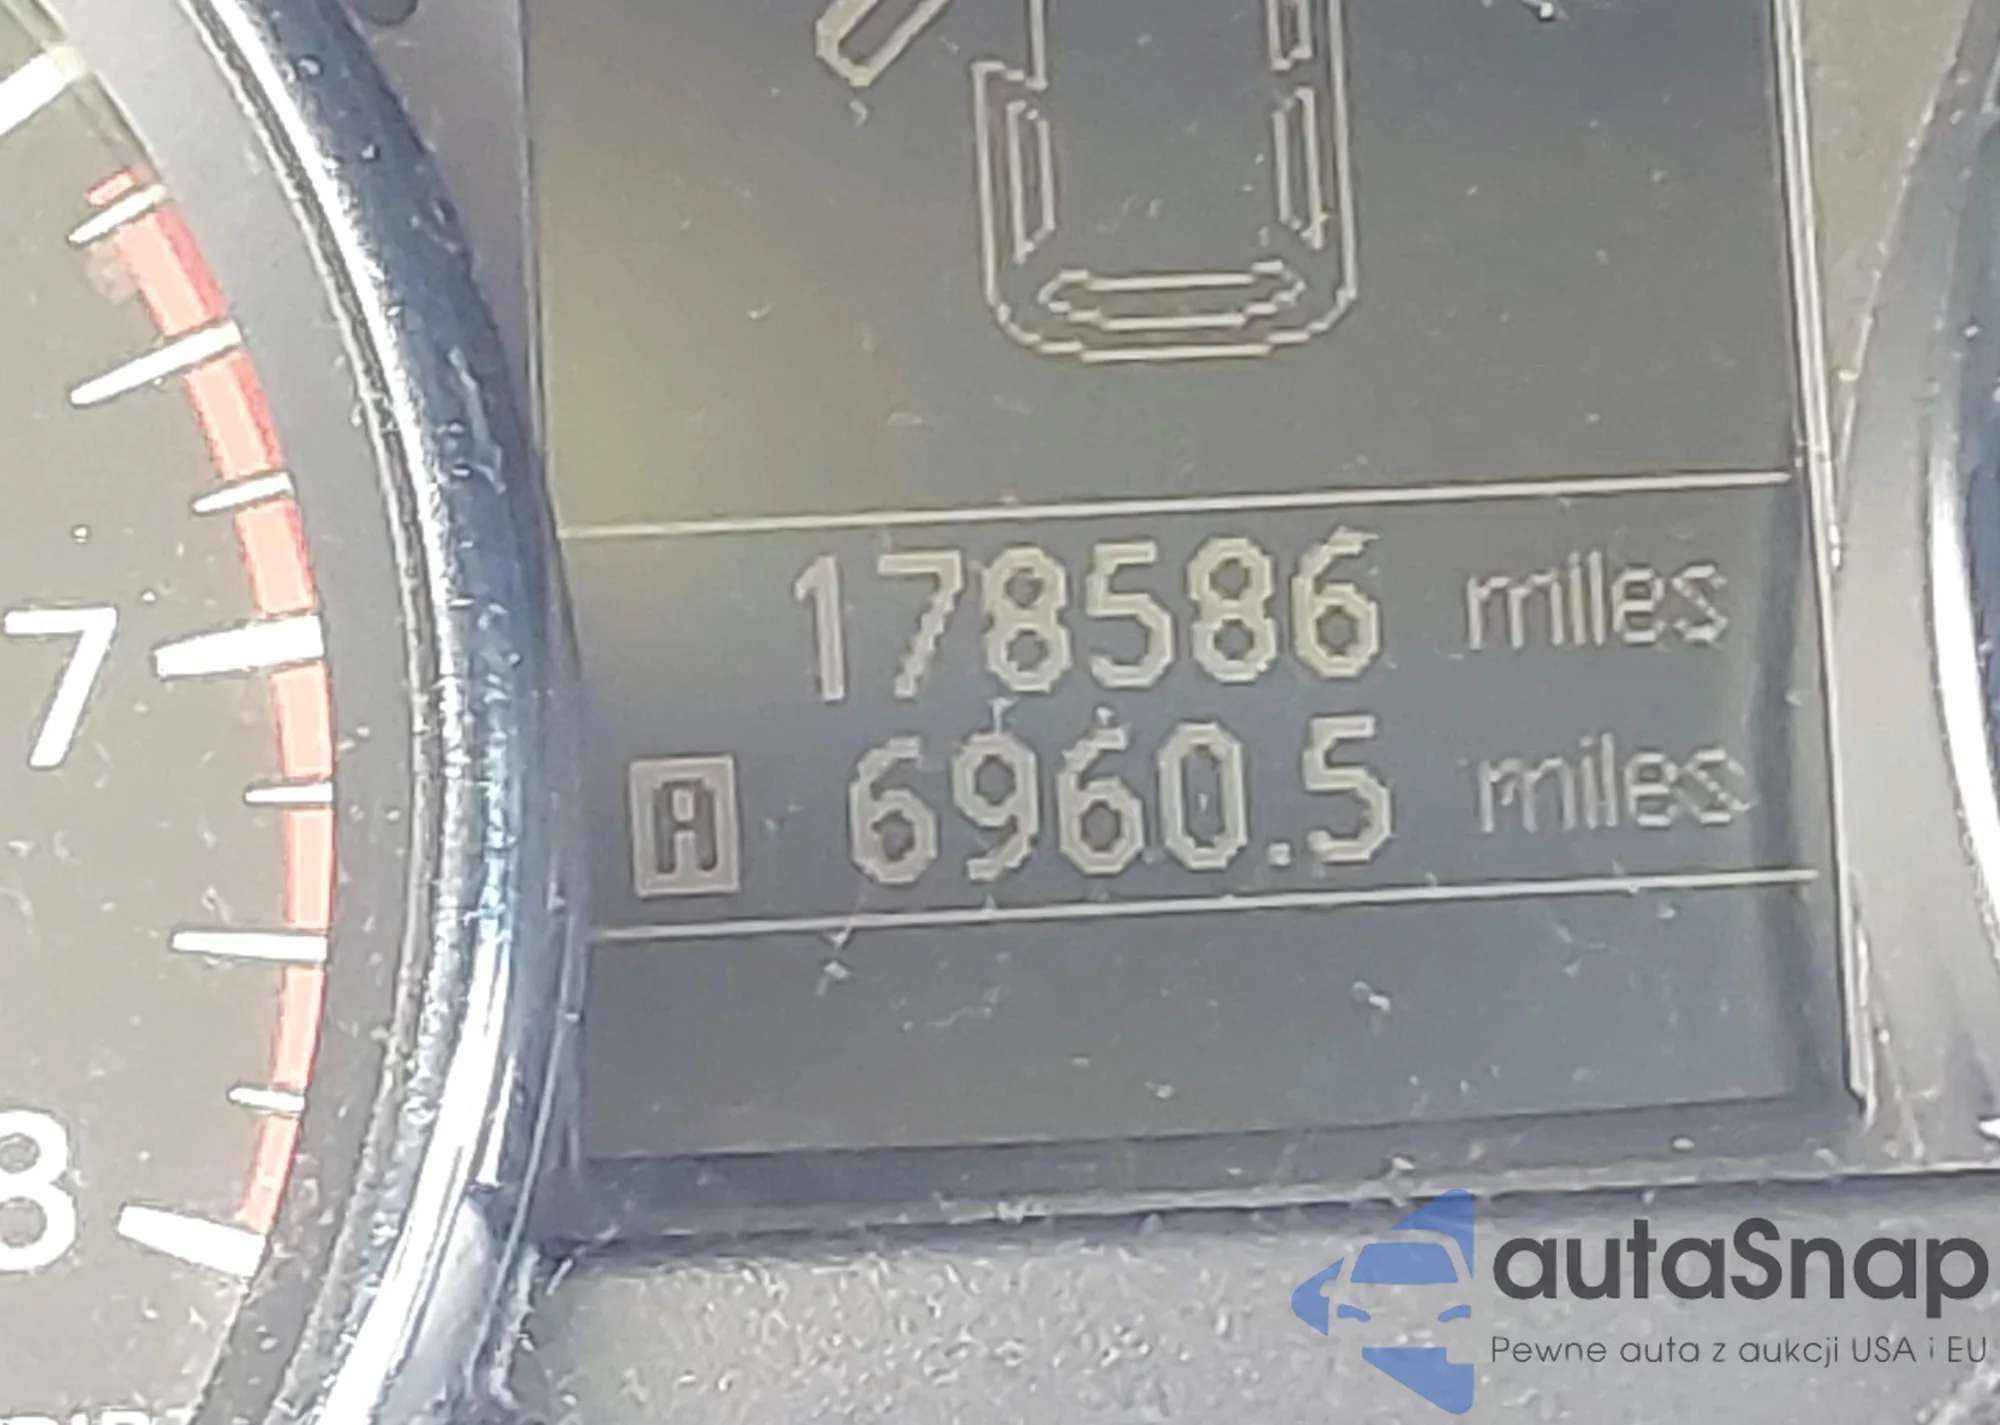 178586 miles
A 6960.5 miles
7
8
autaSnap
Pewne auta z aukcji USA i EU